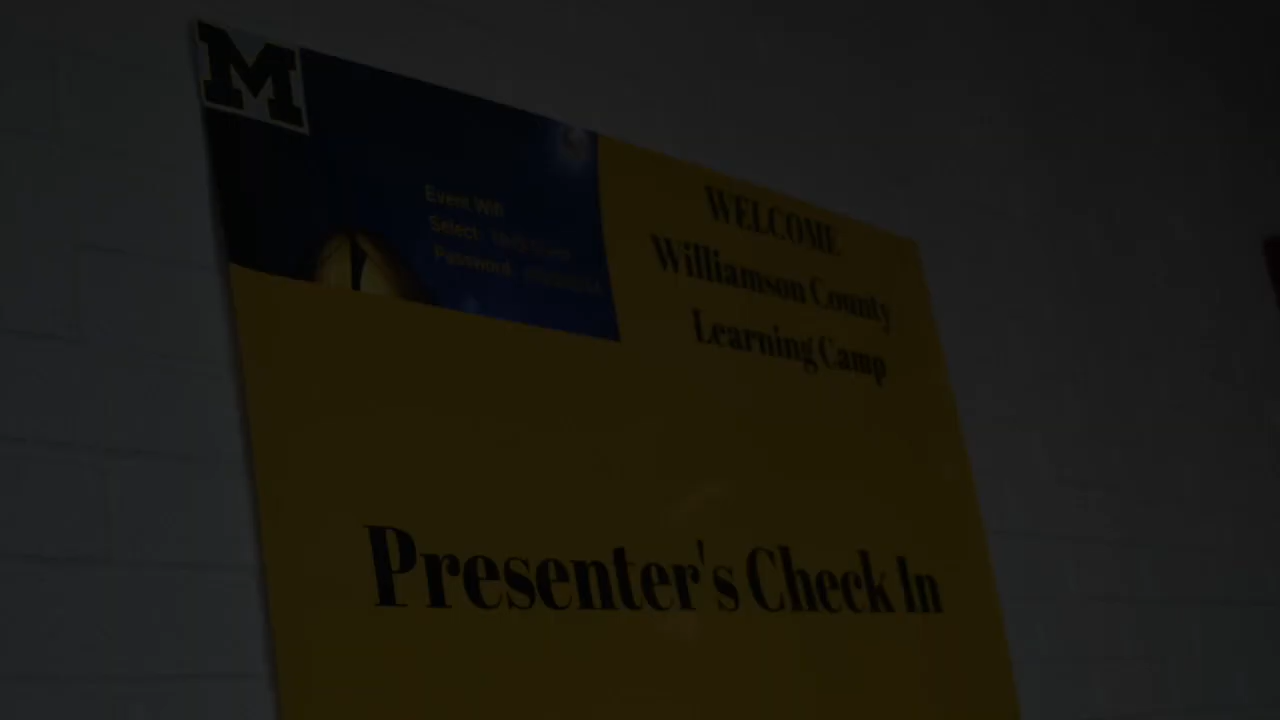 M
Event Wifi
Select
Password
WELCOME
Williamson County
Learning Camp
Presenter's Check In